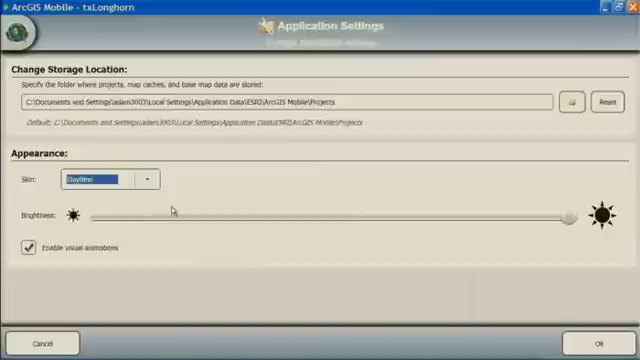 ArcGIS Mobile - txLonghorn
Application Settings
Change Storage Location:
Specify the folder where projects, map caches, and base map data are stored:
C:\Documents and Settings\adam3003\Local Settings\Application Data\ESRI\ArcGIS Mobile\Projects
Reset
Default: C:\Documents and Settings\adam3003\Local Settings\Application Data\ESRI\ArcGIS Mobile\Projects
Appearance:
Skin:
Daytime
Brightness:
Enable visual animations
Cancel
Ok